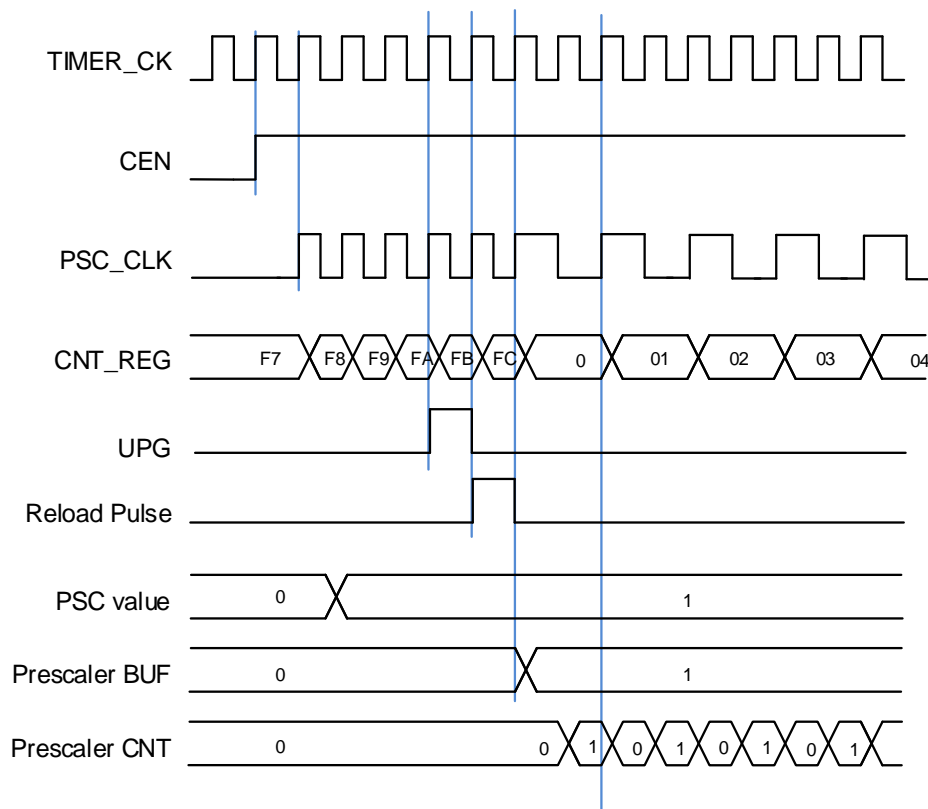 TIMER_CK
CEN
PSC_CLK
CNT_REG F7 F8 F9 FA FB FC 0 01 02 03 04
UPG
Reload Pulse
PSC value 0 1
Prescaler BUF 0 1
Prescaler CNT 0 0 1 0 1 0 1 0 1